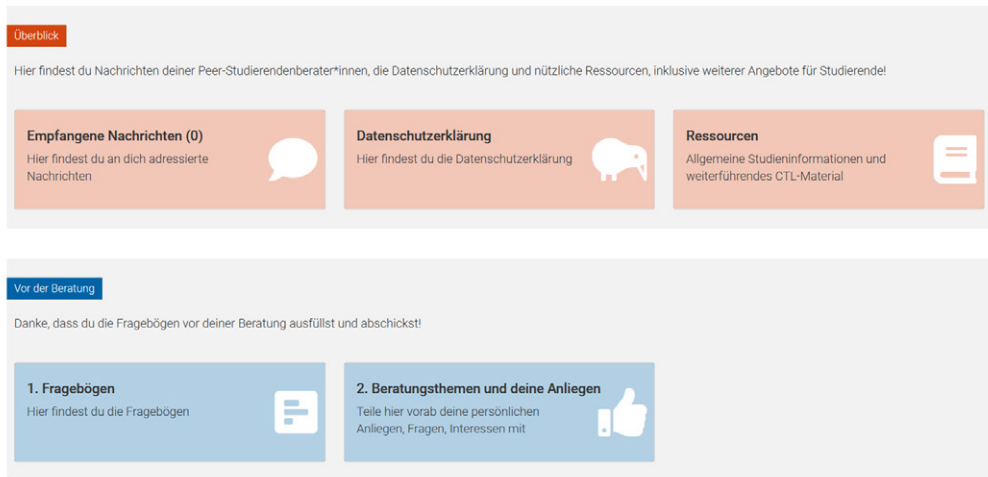 Überblick
Hier findest du Nachrichten deiner Peer-Studierendenberater*innen, die Datenschutzerklärung und nützliche Ressourcen, inklusive weiterer Angebote für Studierende!
Empfangene Nachrichten (0)
Hier findest du an dich adressierte
Nachrichten
Datenschutzerklärung
Hier findest du die Datenschutzerklärung
Ressourcen
Allgemeine Studieninformationen und
weiterführendes CTL-Material
Vor der Beratung
Danke, dass du die Fragebögen vor deiner Beratung ausfüllst und abschickst!
1. Fragebögen
Hier findest du die Fragebögen
2. Beratungsthemen und deine Anliegen
Teile hier vorab deine persönlichen
Anliegen, Fragen, Interessen mit